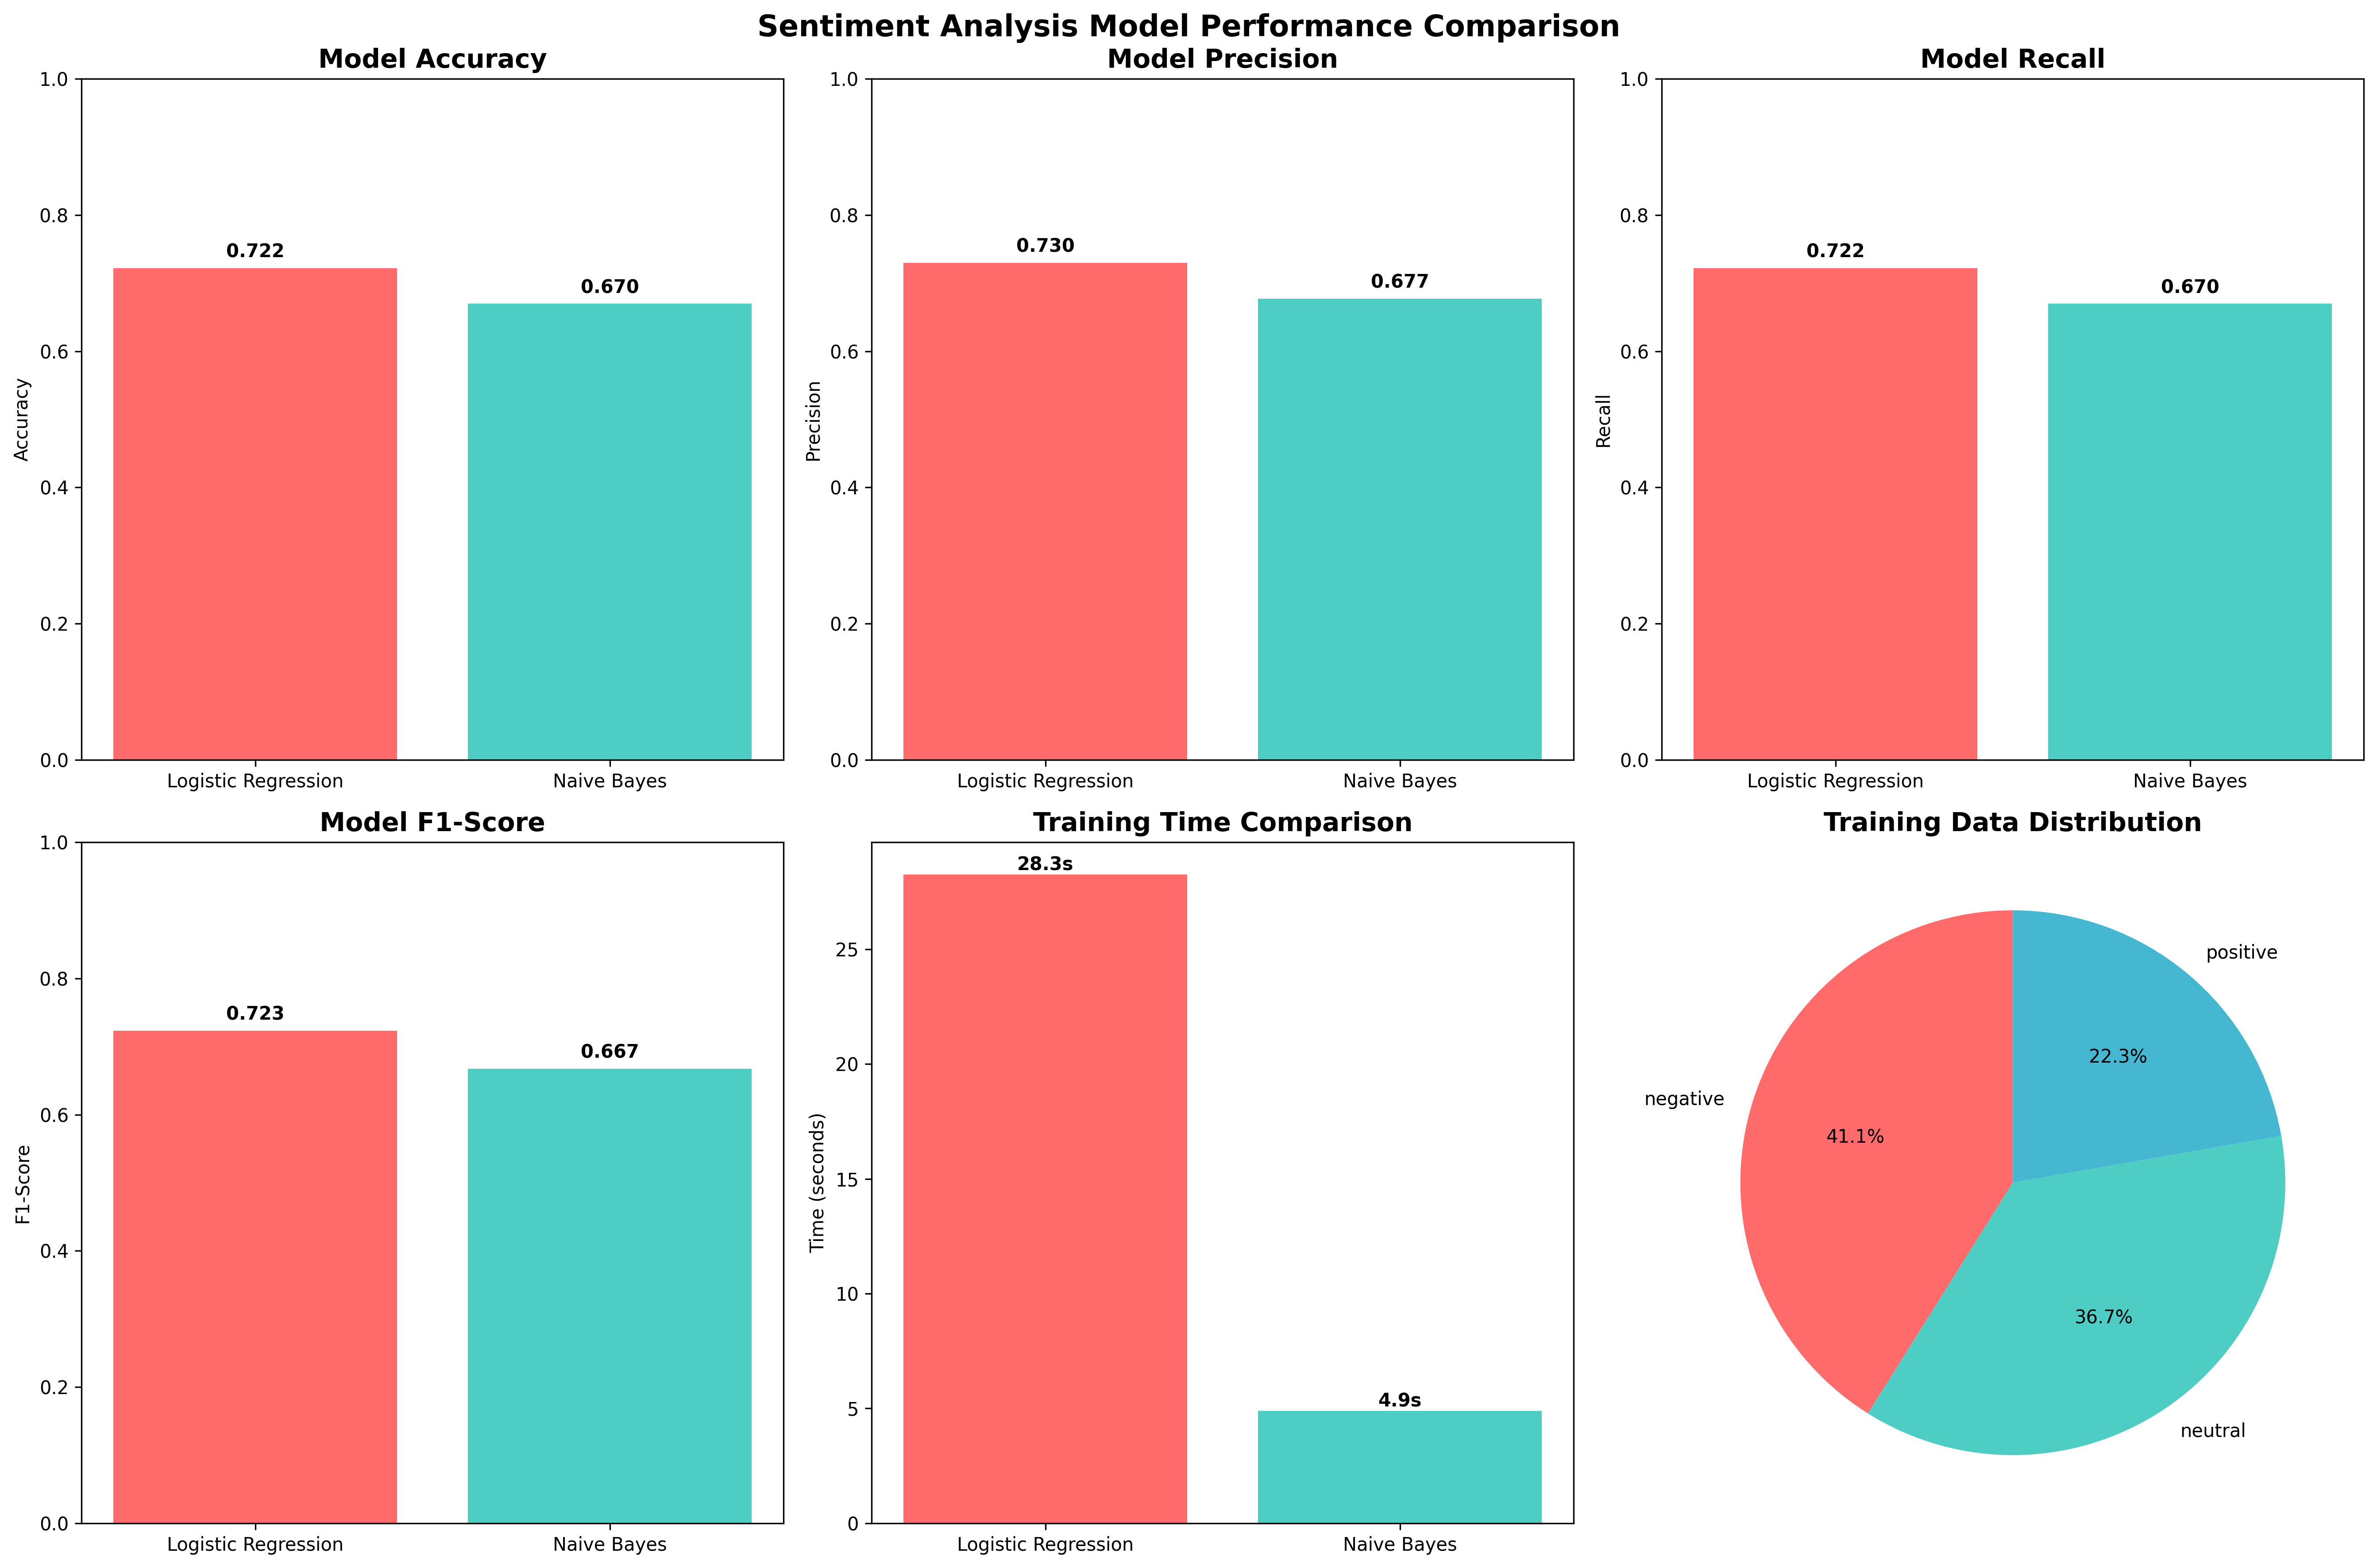 Sentiment Analysis Model Performance Comparison
Model Accuracy
1.0
0.8
0.6
0.4
0.2
0.0
Accuracy
0.722
0.670
Logistic Regression
Naive Bayes
Model Precision
1.0
0.8
0.6
0.4
0.2
0.0
Precision
0.730
0.677
Logistic Regression
Naive Bayes
Model Recall
1.0
0.8
0.6
0.4
0.2
0.0
Recall
0.722
0.670
Logistic Regression
Naive Bayes
Model F1-Score
1.0
0.8
0.6
0.4
0.2
0.0
F1-Score
0.723
0.667
Logistic Regression
Naive Bayes
Training Time Comparison
25
20
15
10
5
0
Time (seconds)
28.3s
4.9s
Logistic Regression
Naive Bayes
Training Data Distribution
positive
22.3%
negative
41.1%
36.7%
neutral